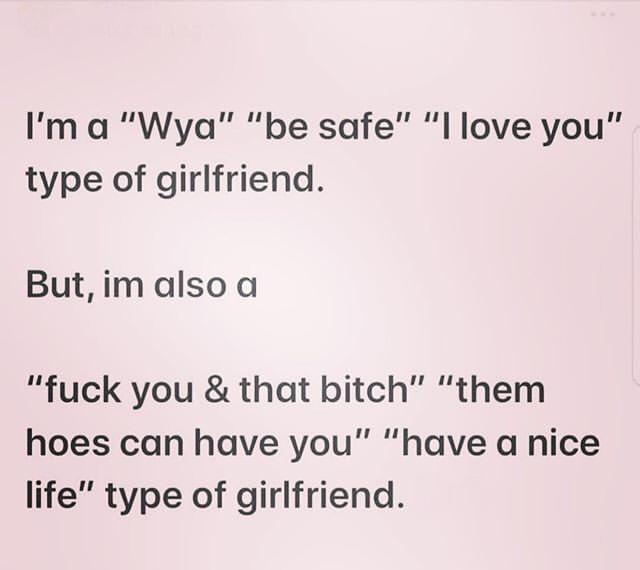 I'm a "Wya" "be safe" "I love you"
type of girlfriend.
But, im also a
"fuck you & that bitch" "them
hoes can have you" "have a nice
life" type of girlfriend.